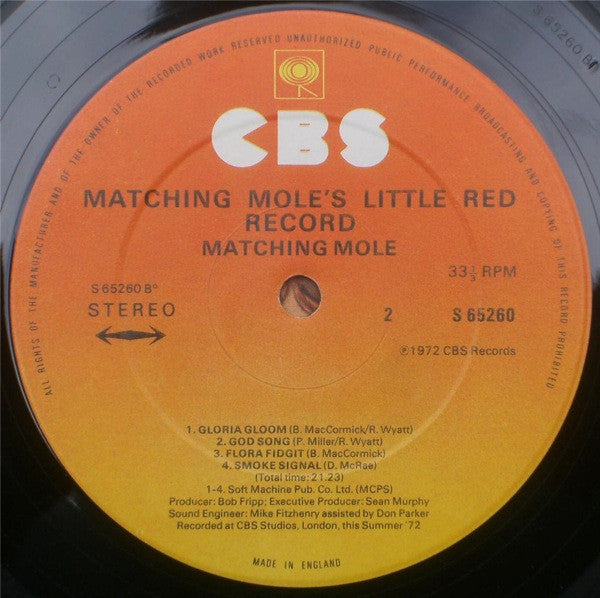 ALL RIGHTS OF THE MANUFACTURER AND OF THE OWNER OF THE RECORDED WORK RESERVED UNAUTHORIZED PUBLIC PERFORMANCE BROADCASTING AND COPYING OF THIS RECORD PROHIBITED
S 65260 B
CBS
MATCHING MOLE'S LITTLE RED
RECORD
MATCHING MOLE
33⅓ RPM
S 65260 Bº
STEREO
2
S 65260
℗1972 CBS Records
1. GLORIA GLOOM (B. MacCormick/R. Wyatt)
2. GOD SONG (P. Miller/R. Wyatt)
3. FLORA FIDGIT (B. MacCormick)
4. SMOKE SIGNAL (D. McRae)
(Total time: 21.23)
1-4. Soft Machine Pub. Co. Ltd. (MCPS)
Producer: Bob Fripp; Executive Producer: Sean Murphy
Sound Engineer: Mike Fitzhenry assisted by Don Parker
Recorded at CBS Studios, London, this Summer '72
MADE IN ENGLAND